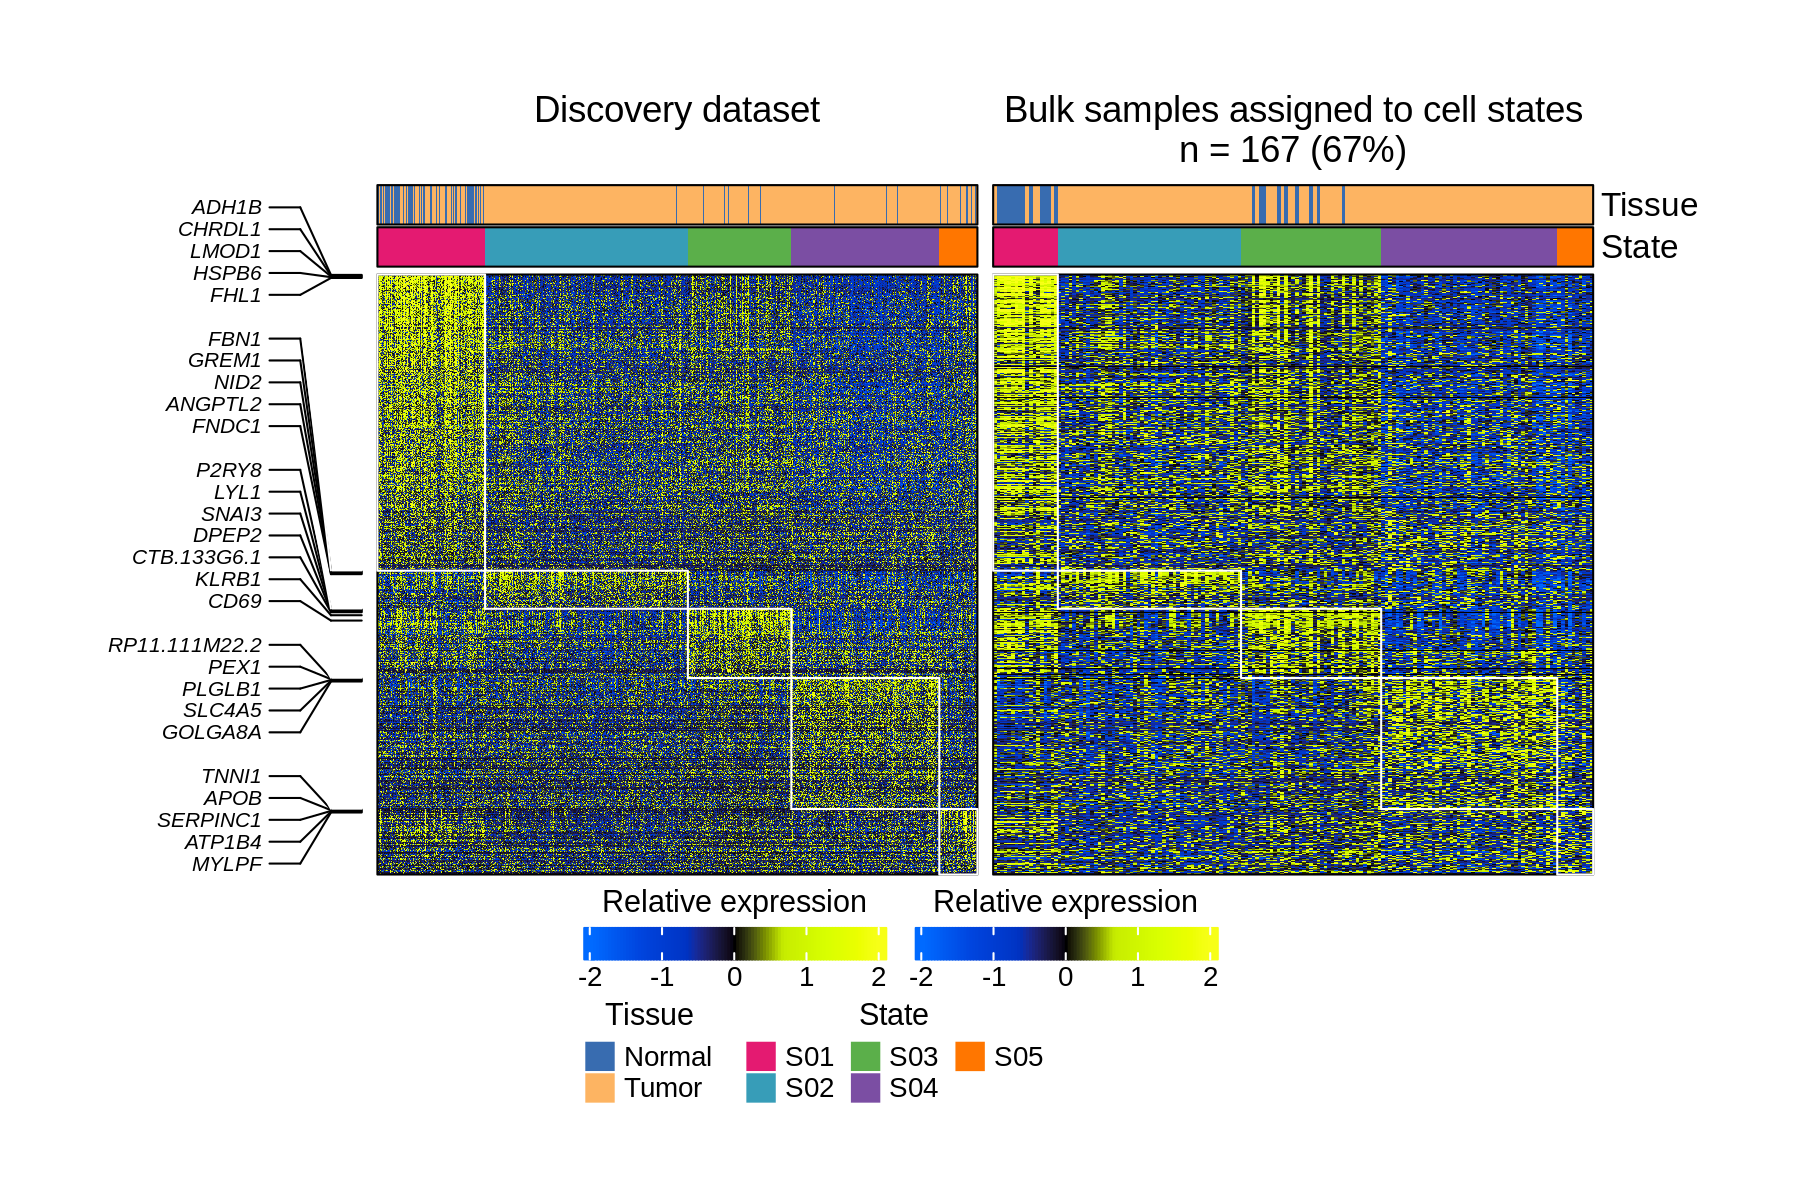 Discovery dataset
Bulk samples assigned to cell states
n = 167 (67%)
Tissue
State
ADH1B
CHRDL1
LMOD1
HSPB6
FHL1
FBN1
GREM1
NID2
ANGPTL2
FNDC1
P2RY8
LYL1
SNAI3
DPEP2
CTB.133G6.1
KLRB1
CD69
RP11.111M22.2
PEX1
PLGLB1
SLC4A5
GOLGA8A
TNNI1
APOB
SERPINC1
ATP1B4
MYLPF
Relative expression
-2 -1 0 1 2
Relative expression
-2 -1 0 1 2
Tissue
Normal
Tumor
State
S01 S03 S05
S02 S04